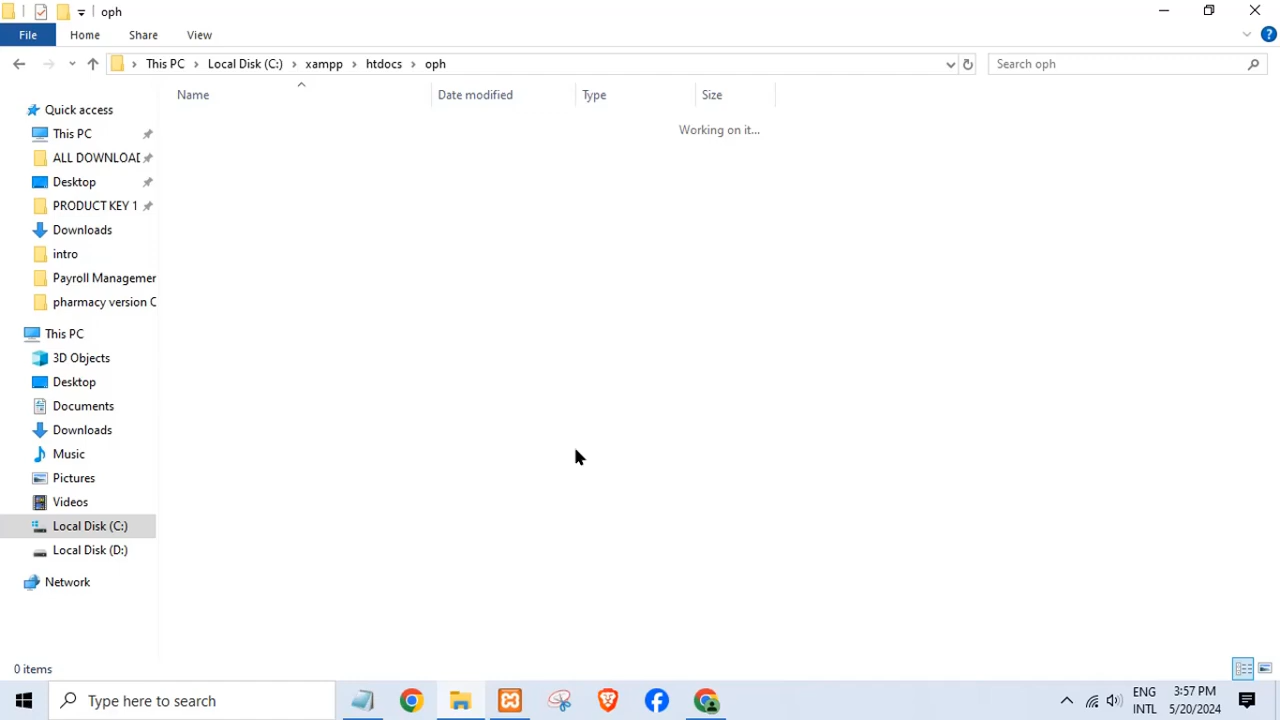 oph
File Home Share View
This PC Local Disk (C:) xampp htdocs oph
Search oph
Name Date modified Type Size
Working on it...
Quick access
This PC
ALL DOWNLOAD
Desktop
PRODUCT KEY 1
Downloads
intro
Payroll Managemer
pharmacy version C
This PC
3D Objects
Desktop
Documents
Downloads
Music
Pictures
Videos
Local Disk (C:)
Local Disk (D:)
Network
0 items
Type here to search
ENG
INTL
3:57 PM
5/20/2024